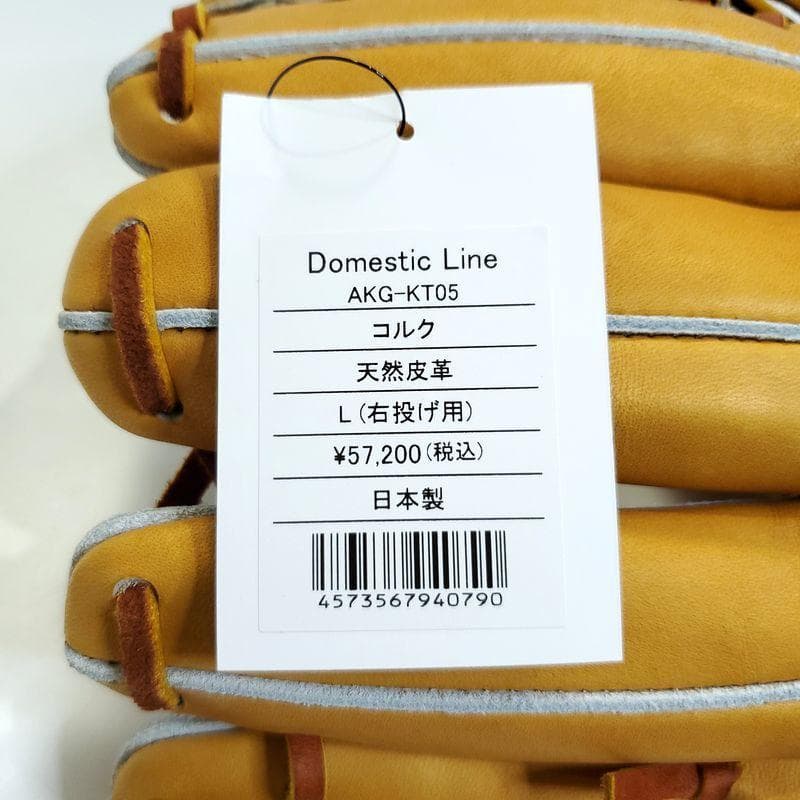 Domestic Line
AKG-KT05
コルク
天然皮革
L(右投げ用)
¥57,200(税込)
日本製
4573567940790